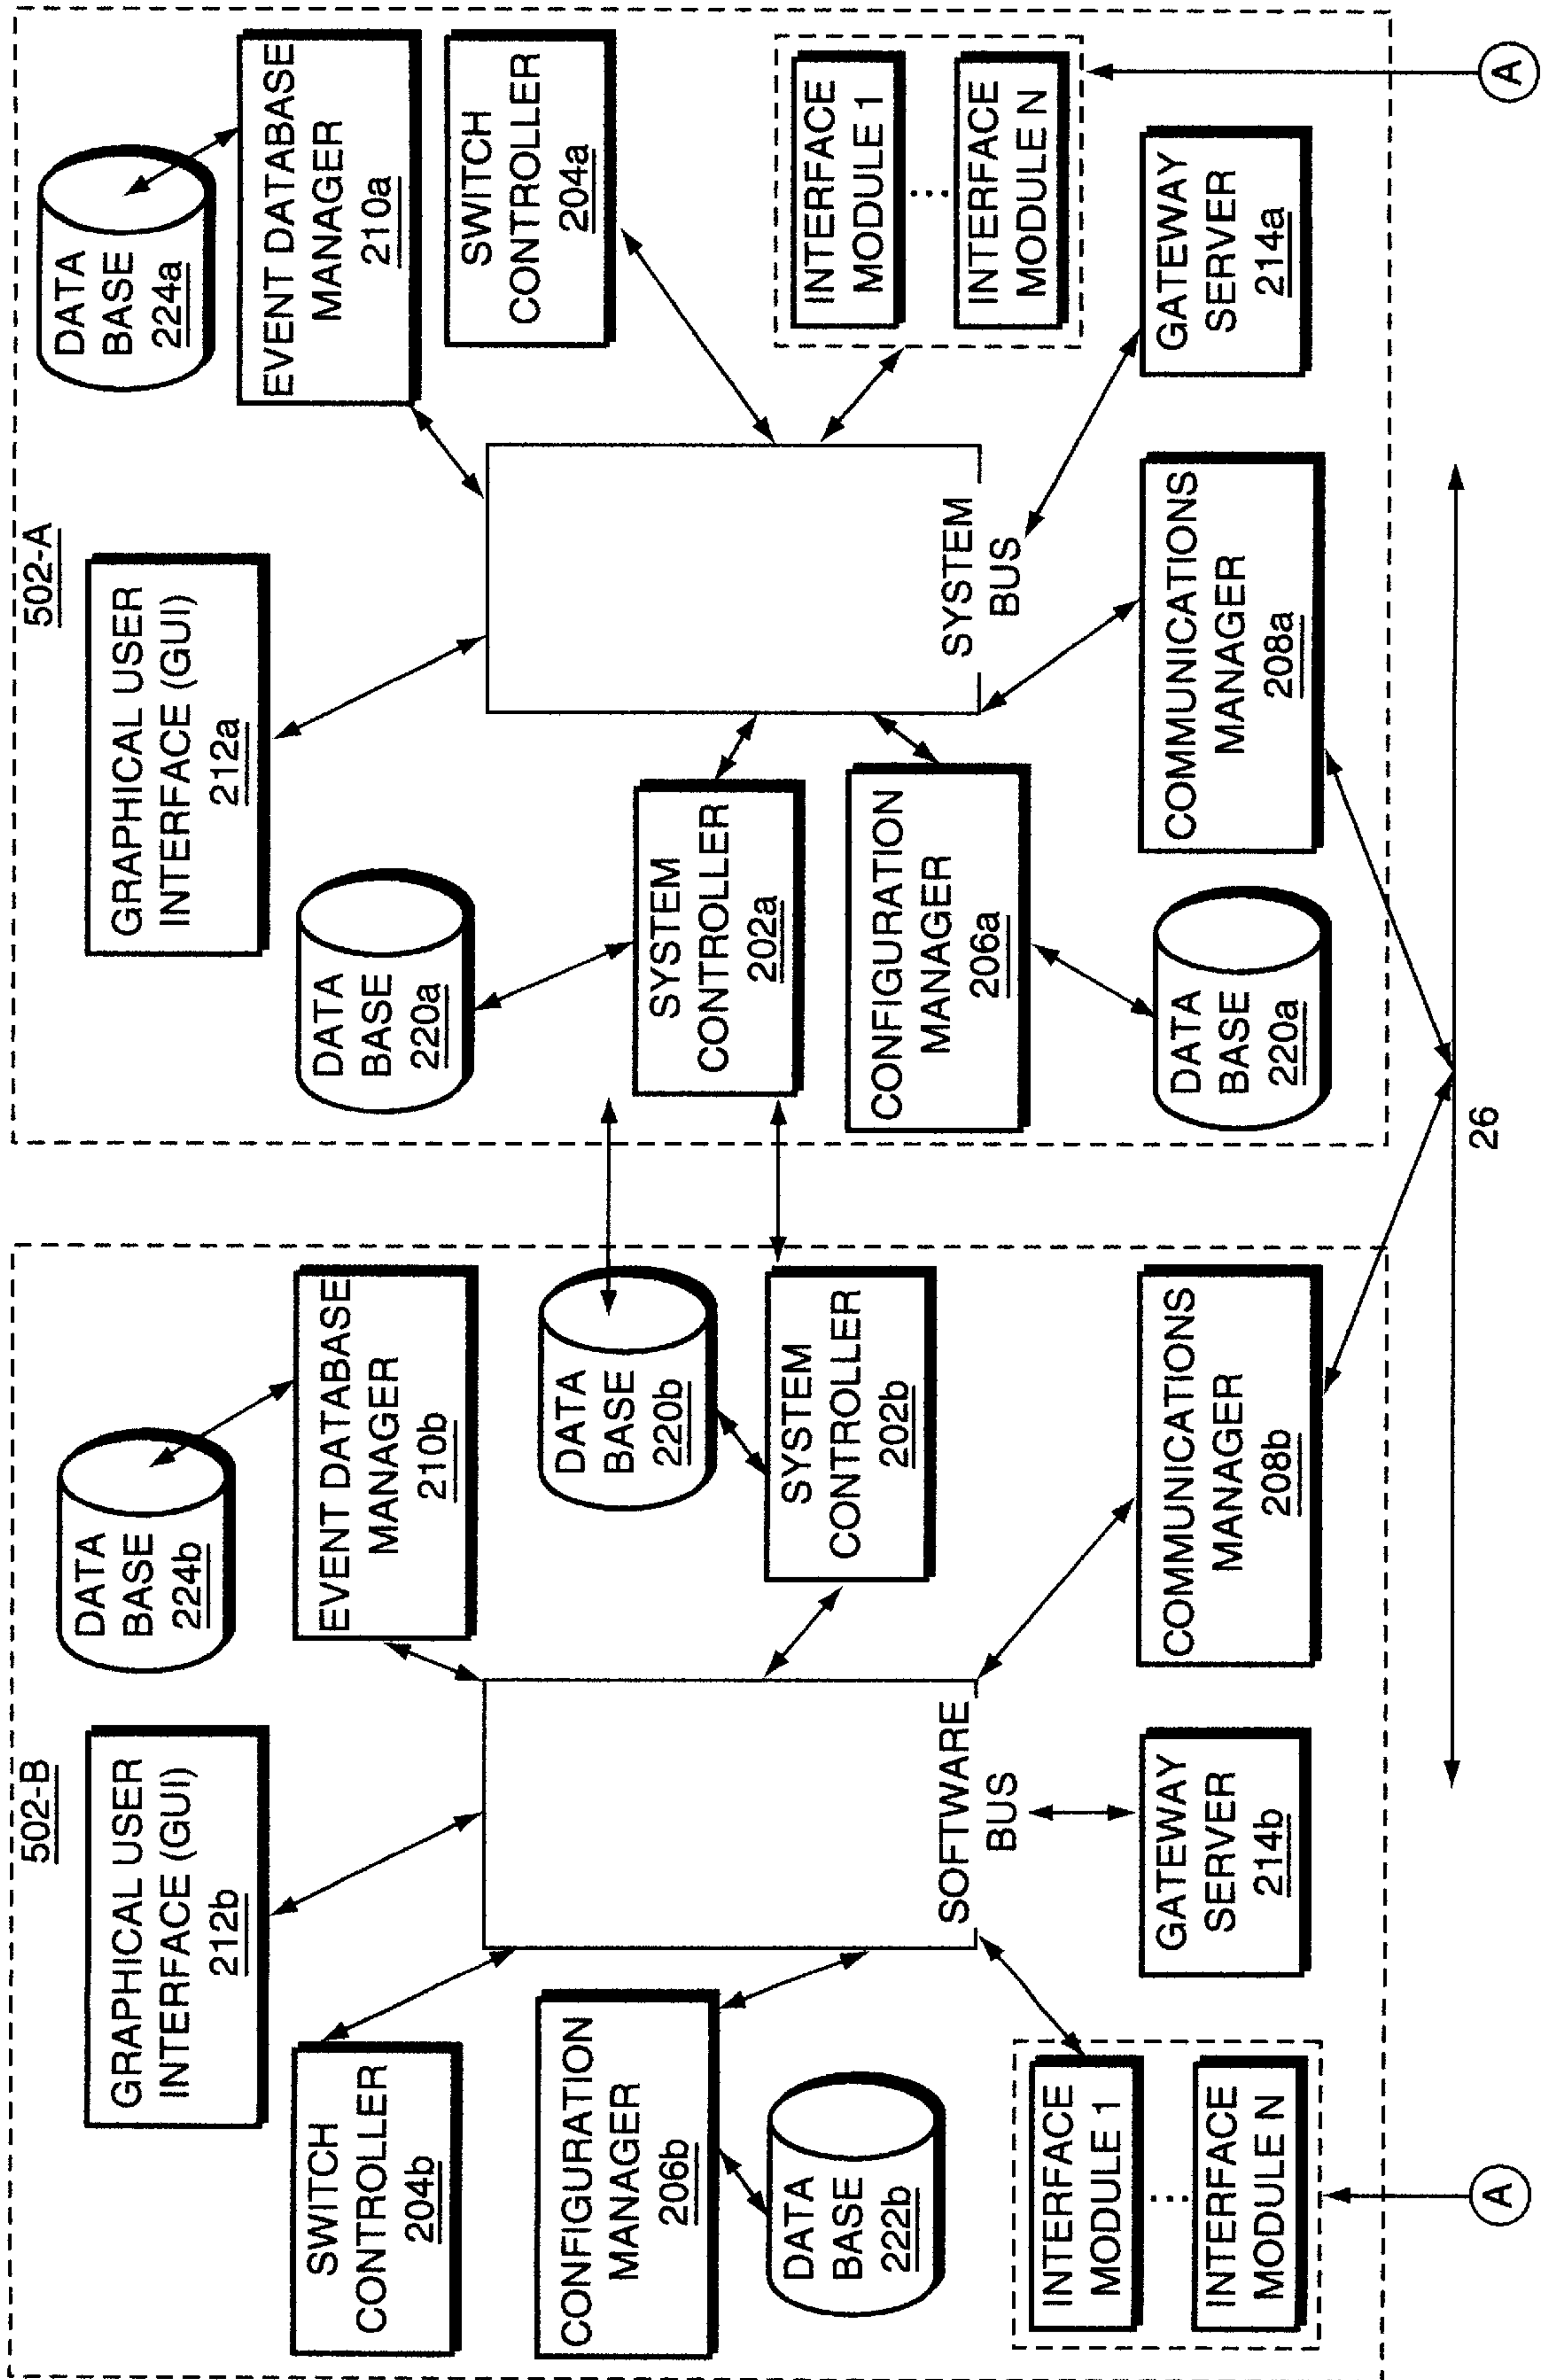 502-B
GRAPHICAL USER
INTERFACE (GUI)
212b
DATA
BASE
224b
EVENT DATABASE
MANAGER
210b
SWITCH
CONTROLLER
204b
CONFIGURATION
MANAGER
206b
DATA
BASE
222b
DATA
BASE
220b
SYSTEM
CONTROLLER
202b
SOFTWARE
BUS
INTERFACE
MODULE 1
...
INTERFACE
MODULE N
GATEWAY
SERVER
214b
COMMUNICATIONS
MANAGER
208b
A
26
502-A
GRAPHICAL USER
INTERFACE (GUI)
212a
DATA
BASE
224a
EVENT DATABASE
MANAGER
210a
DATA
BASE
220a
SWITCH
CONTROLLER
204a
SYSTEM
CONTROLLER
202a
CONFIGURATION
MANAGER
206a
DATA
BASE
220a
SYSTEM
BUS
INTERFACE
MODULE 1
...
INTERFACE
MODULE N
COMMUNICATIONS
MANAGER
208a
GATEWAY
SERVER
214a
A